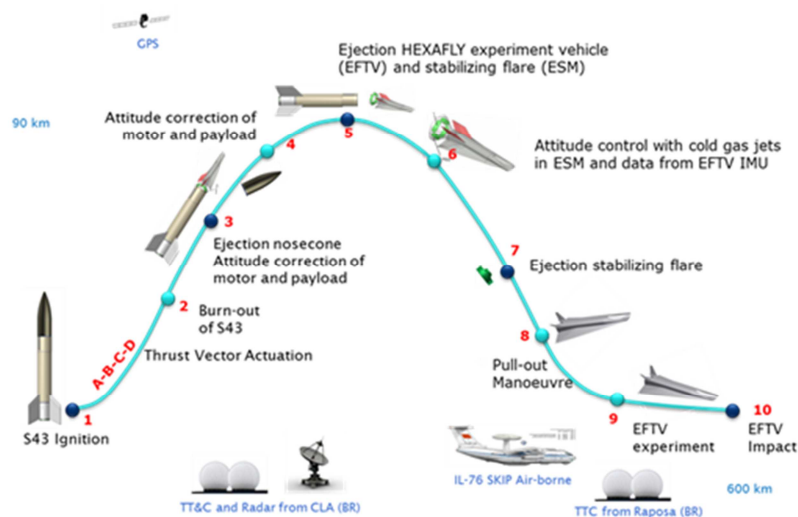 GPS
Ejection HEXAFLY experiment vehicle
(EFTV) and stabilizing flare (ESM)
90 km
Attitude correction of
motor and payload
4
5
6
Attitude control with cold gas jets
in ESM and data from EFTV IMU
3
Ejection nosecone
Attitude correction of
motor and payload
7
Ejection stabilizing flare
2
Burn-out
of S43
8
A-B-C-D
Thrust Vector Actuation
Pull-out
Manoeuvre
1
S43 Ignition
9
EFTV
experiment
10
EFTV
Impact
IL-76 SKIP Air-borne
600 km
TT&C and Radar from CLA (BR)
TTC from Raposa (BR)